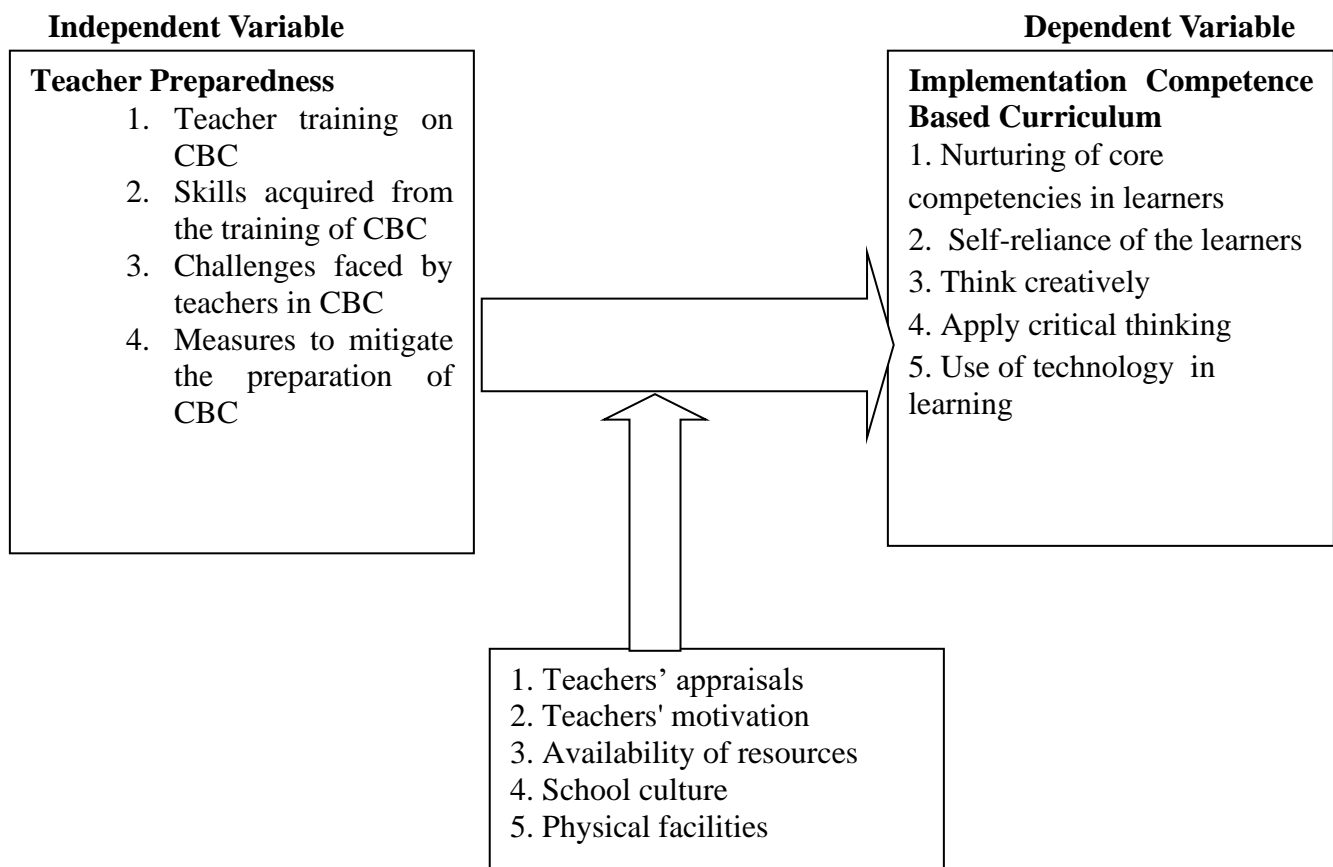 Independent Variable
Dependent Variable
Teacher Preparedness
1. Teacher training on
CBC
2. Skills acquired from
the training of CBC
3. Challenges faced by
teachers in CBC
4. Measures to mitigate
the preparation of
CBC
Implementation Competence
Based Curriculum
1. Nurturing of core
competencies in learners
2. Self-reliance of the learners
3. Think creatively
4. Apply critical thinking
5. Use of technology in
learning
1. Teachers’ appraisals
2. Teachers' motivation
3. Availability of resources
4. School culture
5. Physical facilities